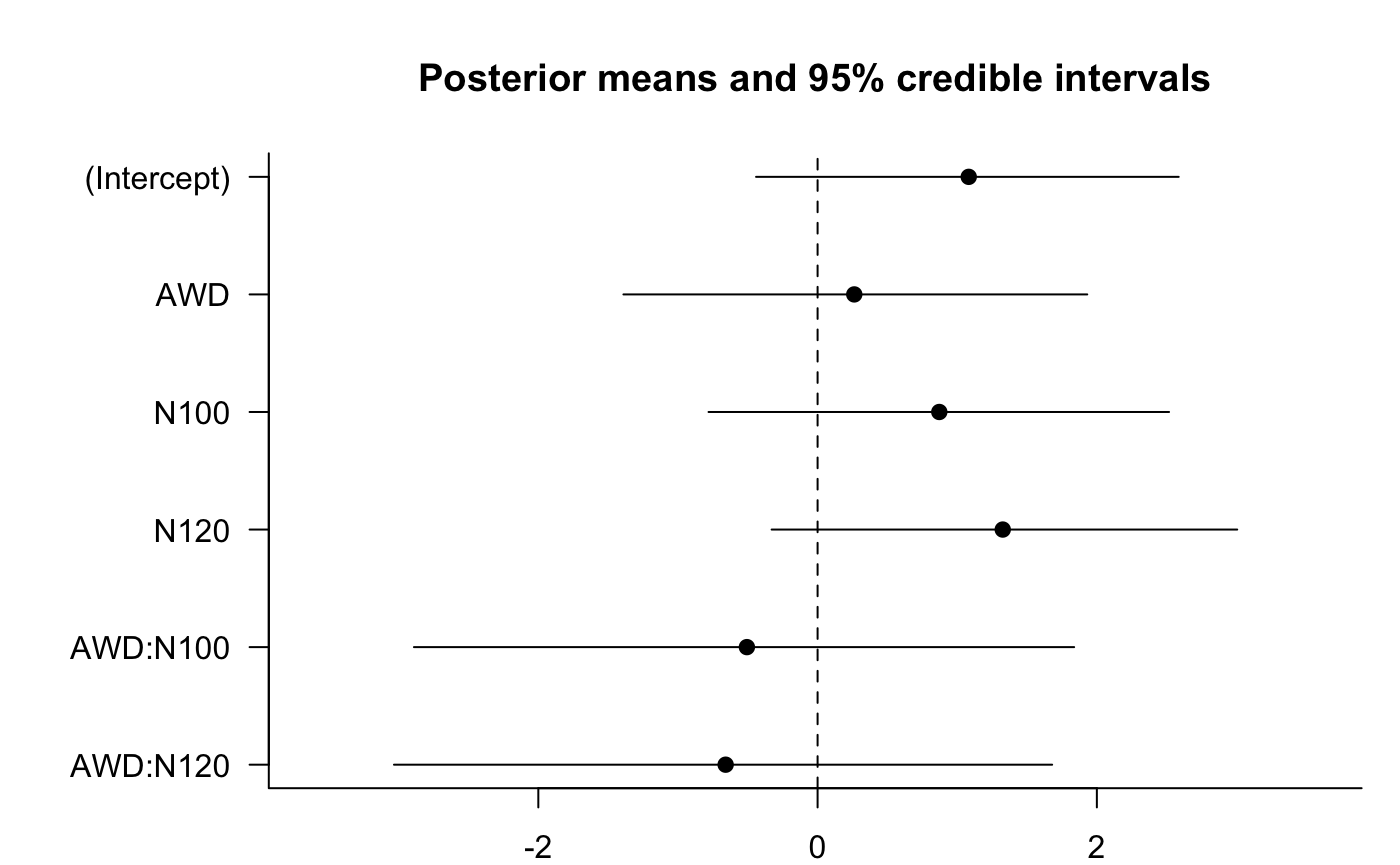 Posterior means and 95% credible intervals
(Intercept)
AWD
N100
N120
AWD:N100
AWD:N120
-2 0 2